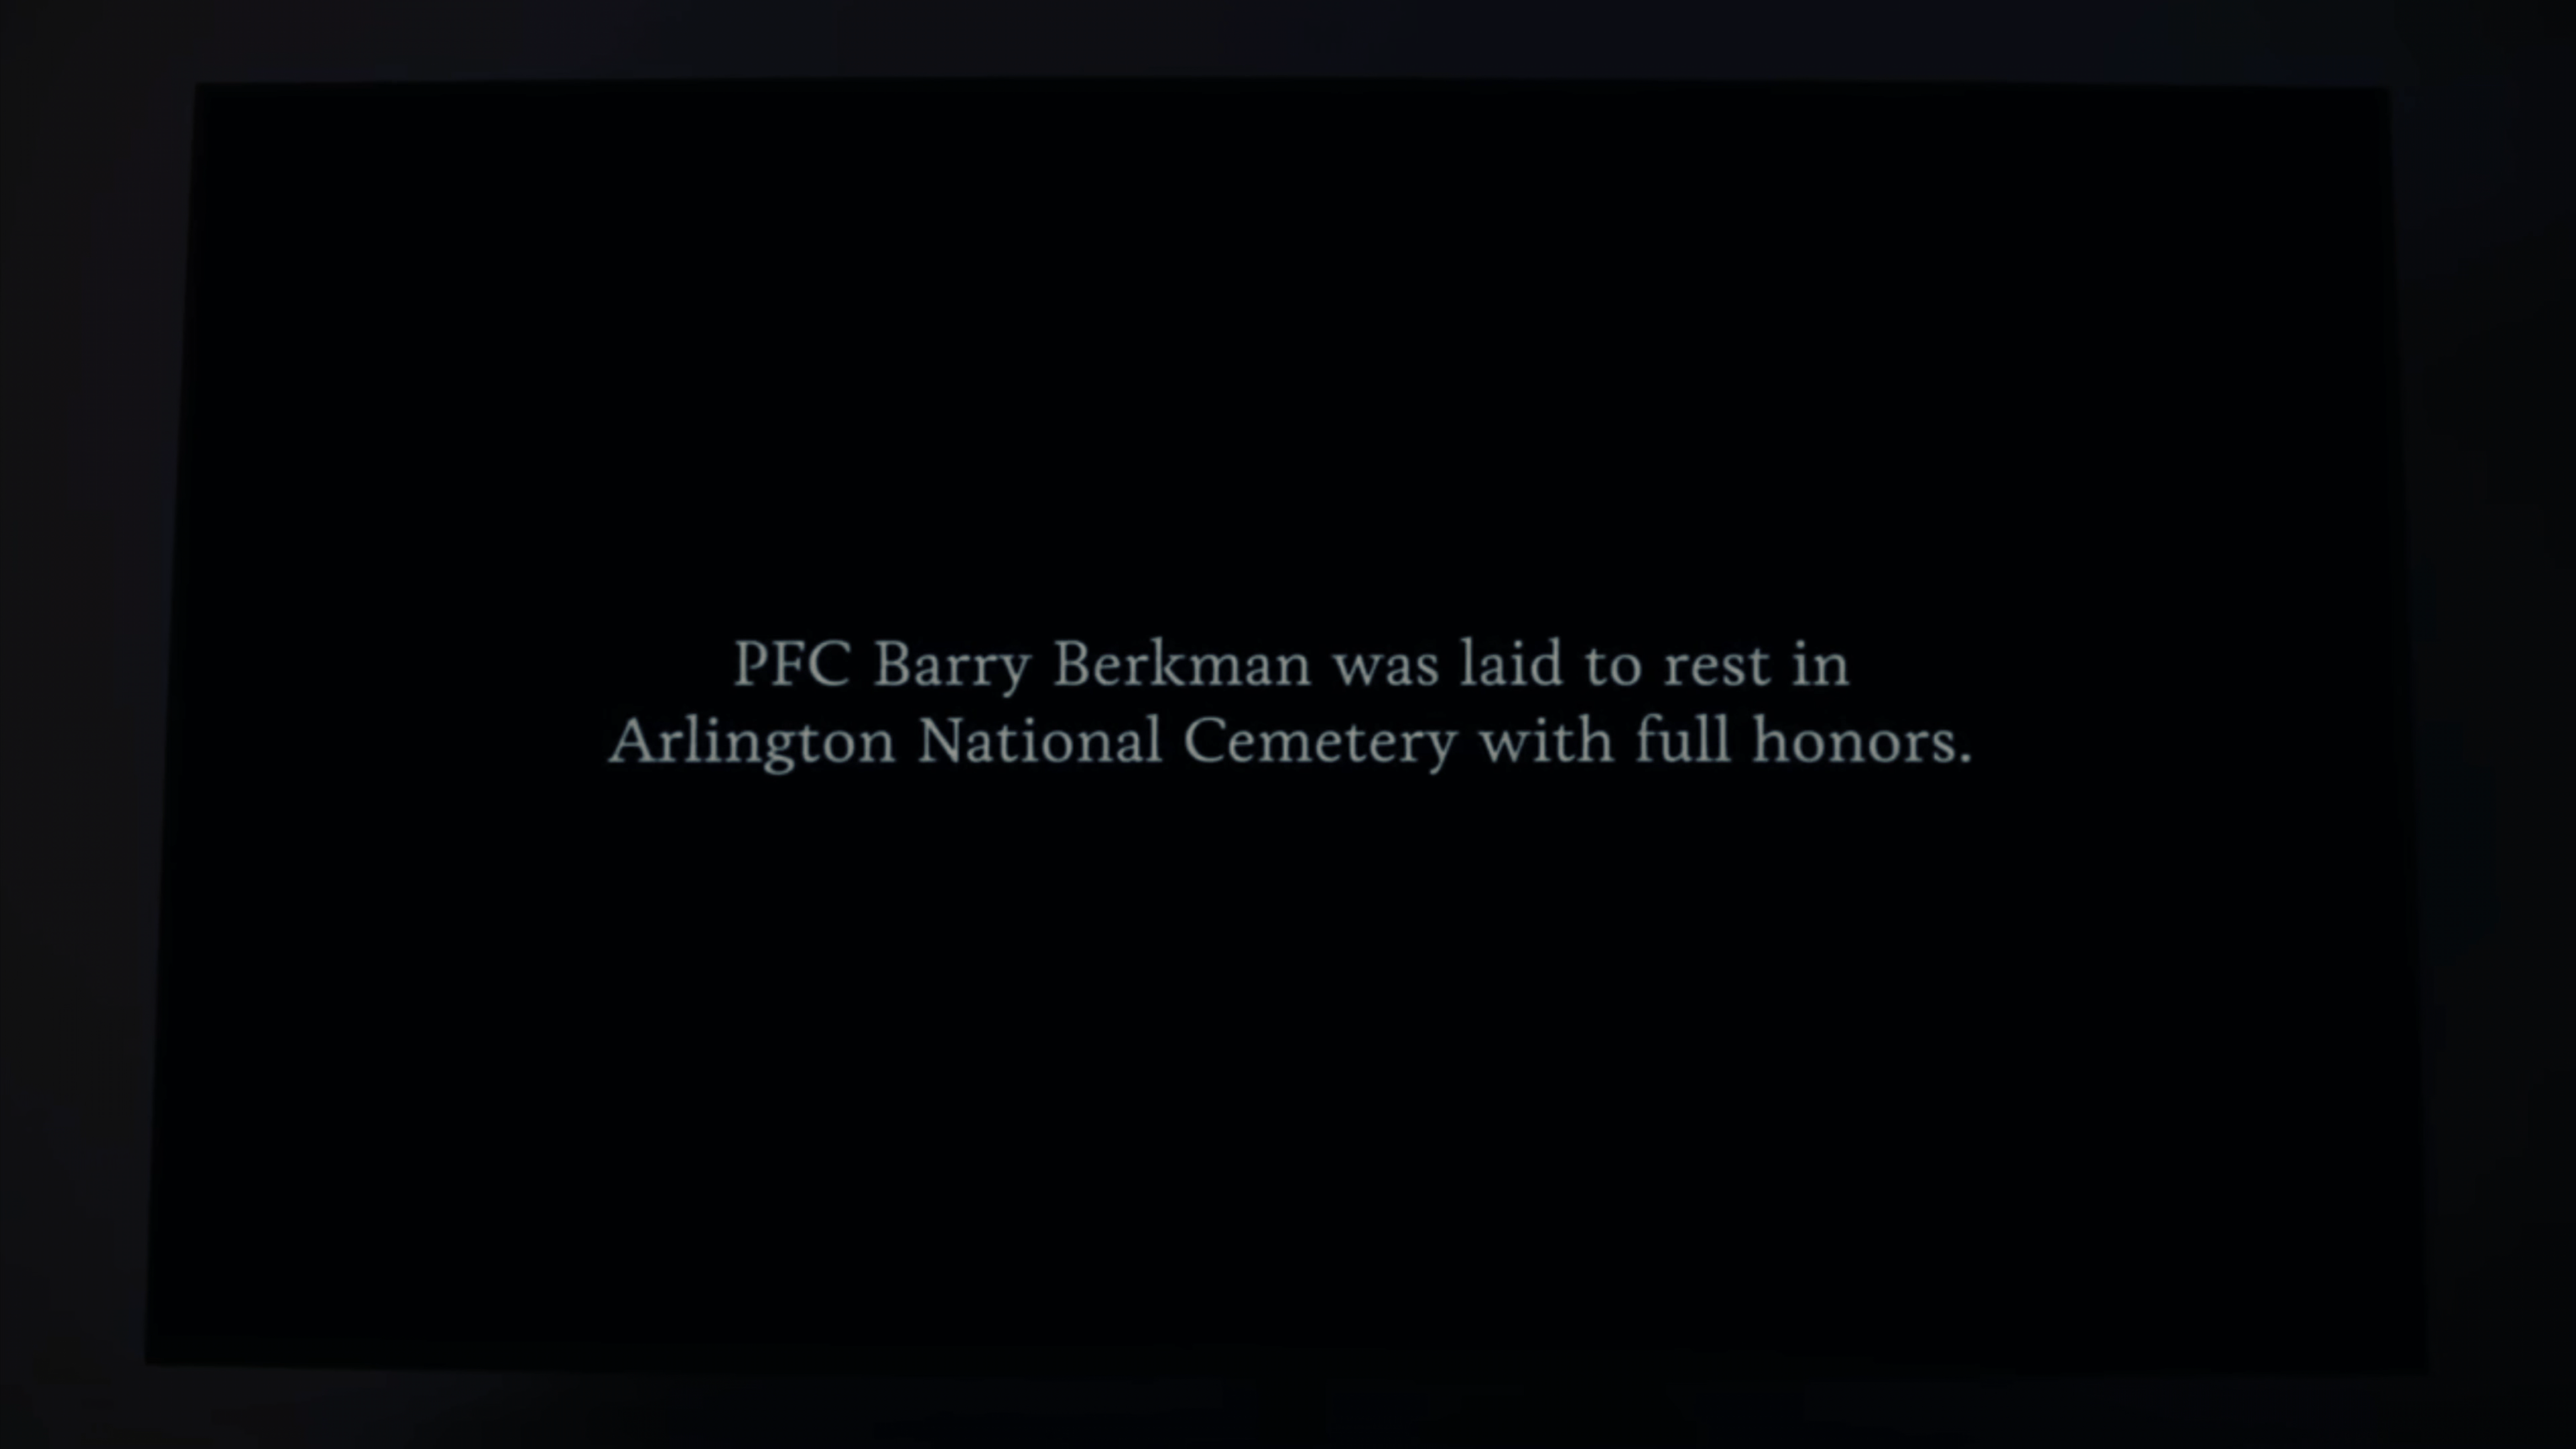 PFC Barry Berkman was laid to rest in
Arlington National Cemetery with full honors.